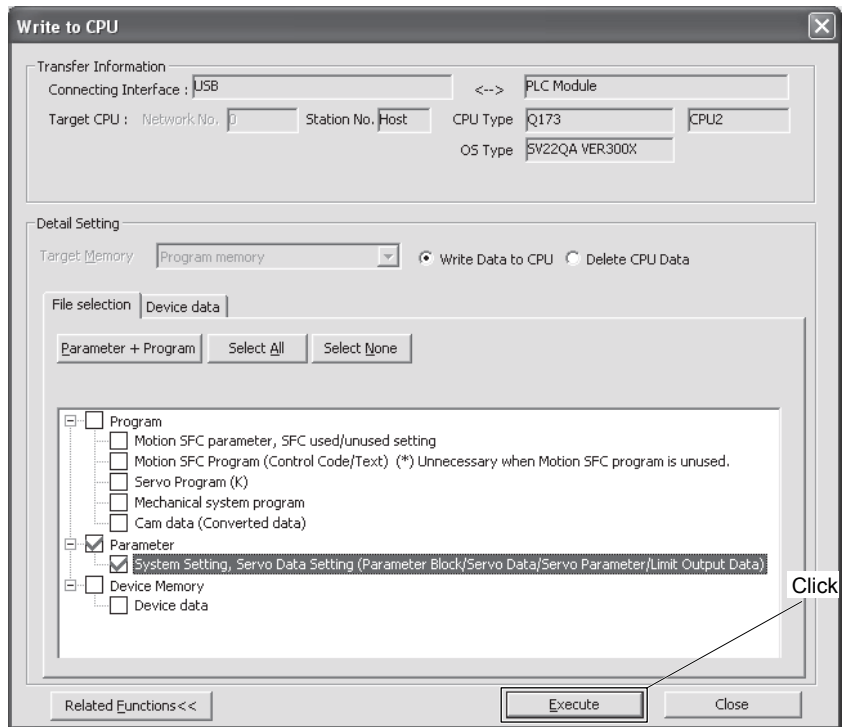 Write to CPU
Transfer Information
Connecting Interface : USB <--> PLC Module
Target CPU : Network No. 0 Station No. Host CPU Type Q173 CPU2
OS Type SV22QA VER300X
Detail Setting
Target Memory Program memory Write Data to CPU Delete CPU Data
File selection Device data
Parameter + Program Select All Select None
Program
Motion SFC parameter, SFC used/unused setting
Motion SFC Program (Control Code/Text) (*) Unnecessary when Motion SFC program is unused.
Servo Program (K)
Mechanical system program
Cam data (Converted data)
Parameter
System Setting, Servo Data Setting (Parameter Block/Servo Data/Servo Parameter/Limit Output Data)
Device Memory
Device data
Click
Related Functions<< Execute Close